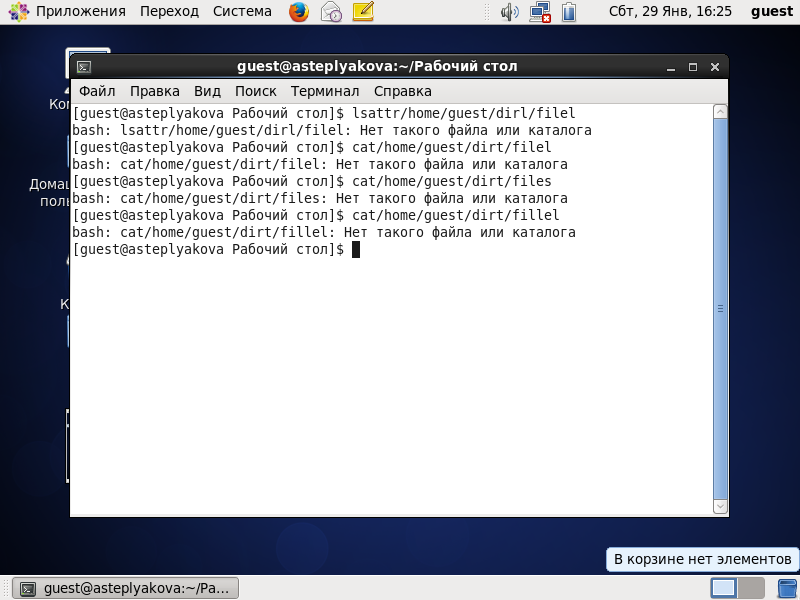 Приложения Переход Система Сбт, 29 Янв, 16:25 guest
guest@asteplyakova:~/Рабочий стол
Файл Правка Вид Поиск Терминал Справка
[guest@asteplyakova Рабочий стол]$ lsattr/home/guest/dirl/filel
bash: lsattr/home/guest/dirl/filel: Нет такого файла или каталога
[guest@asteplyakova Рабочий стол]$ cat/home/guest/dirt/filel
bash: cat/home/guest/dirt/filel: Нет такого файла или каталога
[guest@asteplyakova Рабочий стол]$ cat/home/guest/dirt/files
bash: cat/home/guest/dirt/files: Нет такого файла или каталога
[guest@asteplyakova Рабочий стол]$ cat/home/guest/dirt/fillel
bash: cat/home/guest/dirt/fillel: Нет такого файла или каталога
[guest@asteplyakova Рабочий стол]$
В корзине нет элементов
guest@asteplyakova:~/Ра...